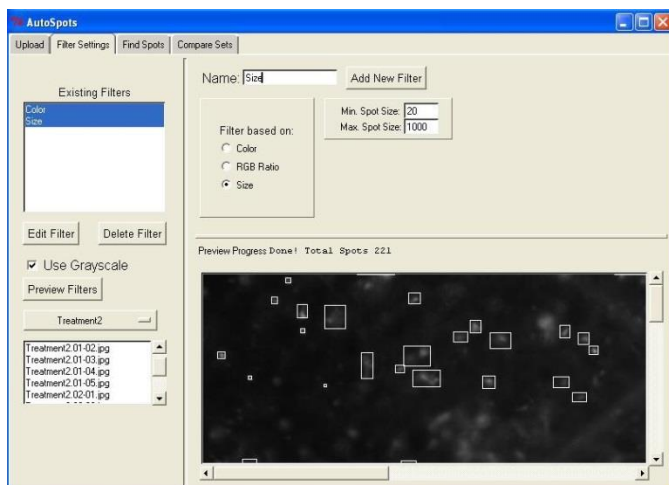 AutoSpots
Upload Filter Settings Find Spots Compare Sets
Existing Filters
Color
Size
Edit Filter Delete Filter
Use Grayscale
Preview Filters
Treatment2
Treatment2.01-02.jpg
Treatment2.01-03.jpg
Treatment2.01-04.jpg
Treatment2.01-05.jpg
Treatment2.02-01.jpg
Name: Size Add New Filter
Filter based on:
Color
RGB Ratio
Size
Min. Spot Size: 20
Max. Spot Size: 1000
Preview Progress Done! Total Spots 221